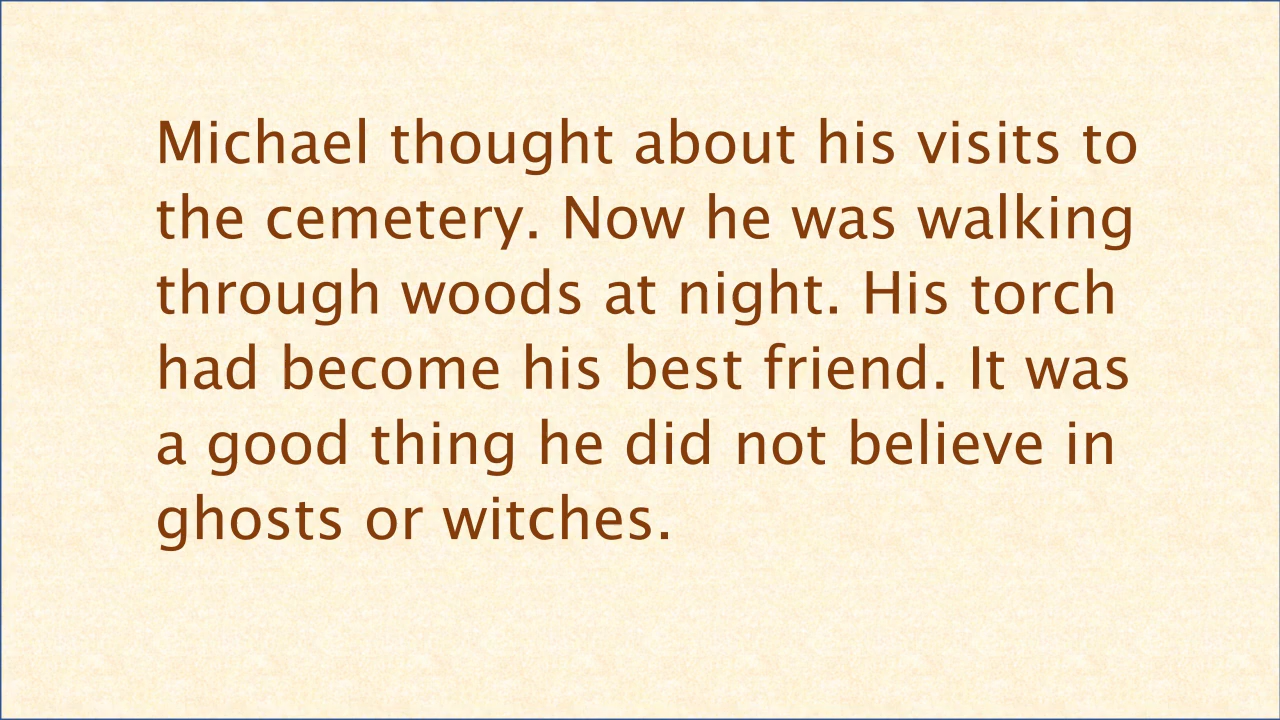 Michael thought about his visits to
the cemetery. Now he was walking
through woods at night. His torch
had become his best friend. It was
a good thing he did not believe in
ghosts or witches.